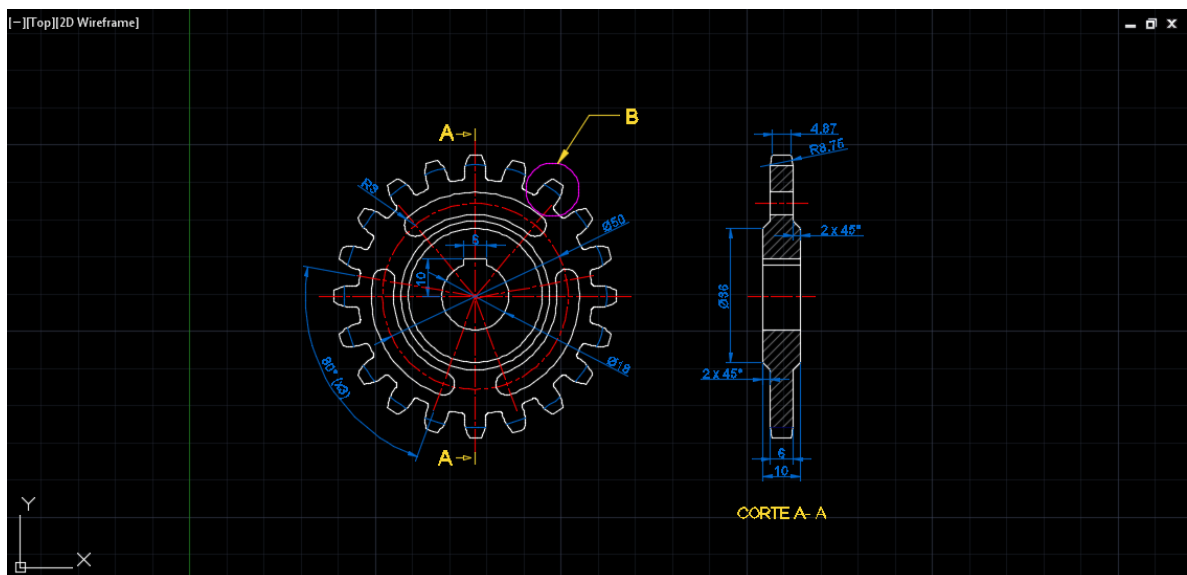 [−][Top][2D Wireframe]
A
B
R3
Ø50
6
10
Ø18
80° (x3)
A
4.87
R8.75
2 x 45°
Ø36
2 x 45°
6
10
CORTE A- A
Y
X